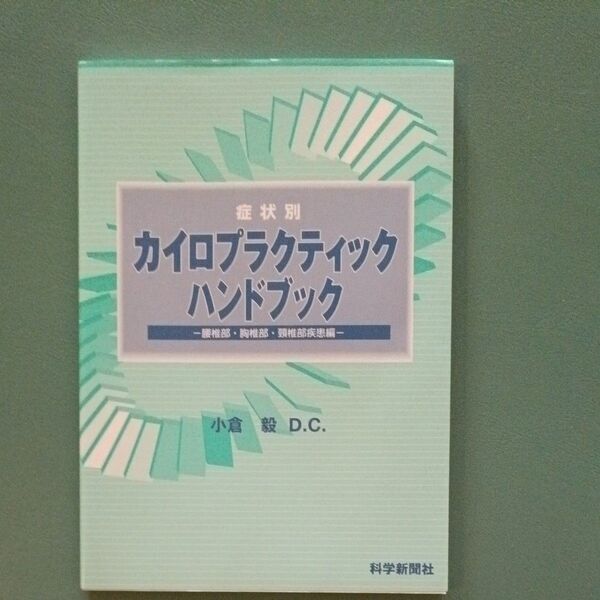 症状別
カイロプラクティック
ハンドブック
−腰椎部・胸椎部・頸椎部疾患編−
小倉 毅 D.C.
科学新聞社